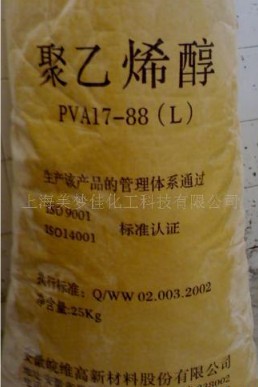 聚乙烯醇
PVA17-88(L)
生产该产品的管理体系通过
上海美梦佳化工科技有限公司
ISO9001
ISO14001 标准认证
执行标准: Q/WW 02.003.2002
净含量:25Kg
安徽皖维高新材料股份有限公司